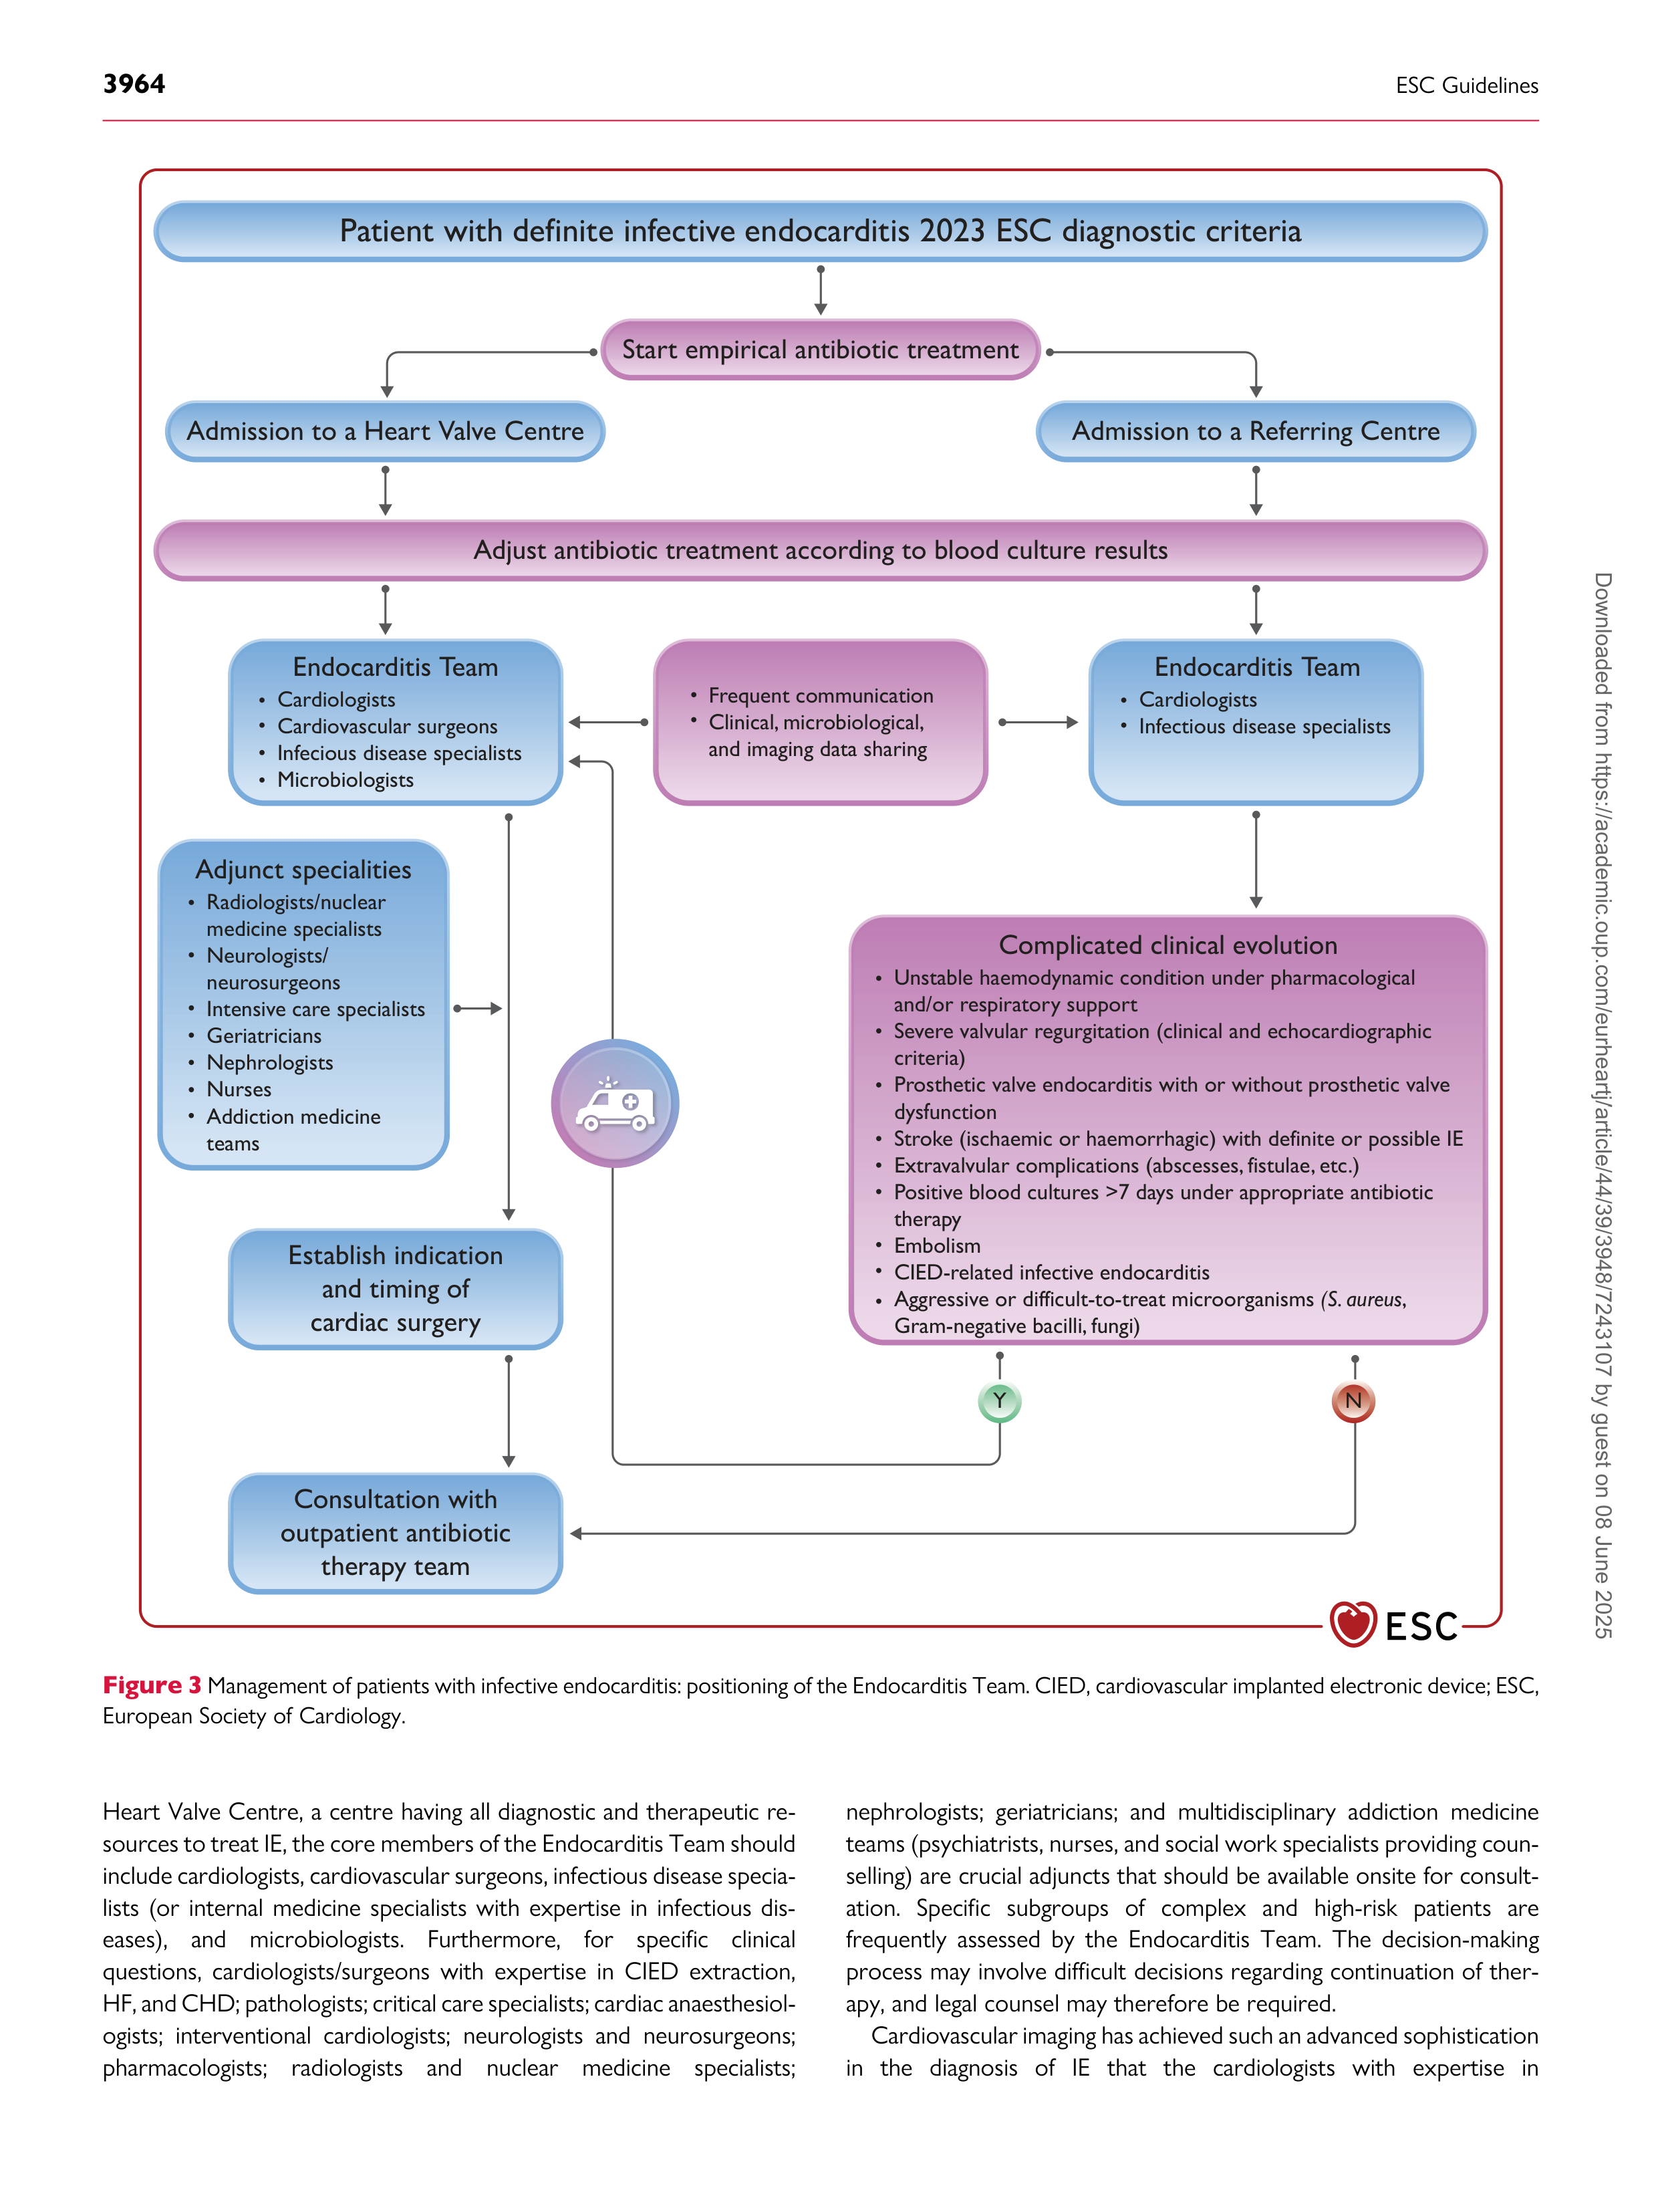 3964
ESC Guidelines
Patient with definite infective endocarditis 2023 ESC diagnostic criteria
Start empirical antibiotic treatment
Admission to a Heart Valve Centre
Admission to a Referring Centre
Adjust antibiotic treatment according to blood culture results
Endocarditis Team
• Cardiologists
• Cardiovascular surgeons
• Infecious disease specialists
• Microbiologists
• Frequent communication
• Clinical, microbiological,
and imaging data sharing
Endocarditis Team
• Cardiologists
• Infectious disease specialists
Adjunct specialities
• Radiologists/nuclear
medicine specialists
• Neurologists/
neurosurgeons
• Intensive care specialists
• Geriatricians
• Nephrologists
• Nurses
• Addiction medicine
teams
Complicated clinical evolution
• Unstable haemodynamic condition under pharmacological
and/or respiratory support
• Severe valvular regurgitation (clinical and echocardiographic
criteria)
• Prosthetic valve endocarditis with or without prosthetic valve
dysfunction
• Stroke (ischaemic or haemorrhagic) with definite or possible IE
• Extravalvular complications (abscesses, fistulae, etc.)
• Positive blood cultures >7 days under appropriate antibiotic
therapy
• Embolism
• CIED-related infective endocarditis
• Aggressive or difficult-to-treat microorganisms (S. aureus,
Gram-negative bacilli, fungi)
Establish indication
and timing of
cardiac surgery
Y
N
Consultation with
outpatient antibiotic
therapy team
ESC
Figure 3 Management of patients with infective endocarditis: positioning of the Endocarditis Team. CIED, cardiovascular implanted electronic device; ESC,
European Society of Cardiology.
Heart Valve Centre, a centre having all diagnostic and therapeutic re-
sources to treat IE, the core members of the Endocarditis Team should
include cardiologists, cardiovascular surgeons, infectious disease specia-
lists (or internal medicine specialists with expertise in infectious dis-
eases), and microbiologists. Furthermore, for specific clinical
questions, cardiologists/surgeons with expertise in CIED extraction,
HF, and CHD; pathologists; critical care specialists; cardiac anaesthesiol-
ogists; interventional cardiologists; neurologists and neurosurgeons;
pharmacologists; radiologists and nuclear medicine specialists;
nephrologists; geriatricians; and multidisciplinary addiction medicine
teams (psychiatrists, nurses, and social work specialists providing coun-
selling) are crucial adjuncts that should be available onsite for consult-
ation. Specific subgroups of complex and high-risk patients are
frequently assessed by the Endocarditis Team. The decision-making
process may involve difficult decisions regarding continuation of ther-
apy, and legal counsel may therefore be required.
Cardiovascular imaging has achieved such an advanced sophistication
in the diagnosis of IE that the cardiologists with expertise in
Downloaded from https://academic.oup.com/eurheartj/article/44/39/3948/7243107 by guest on 08 June 2025